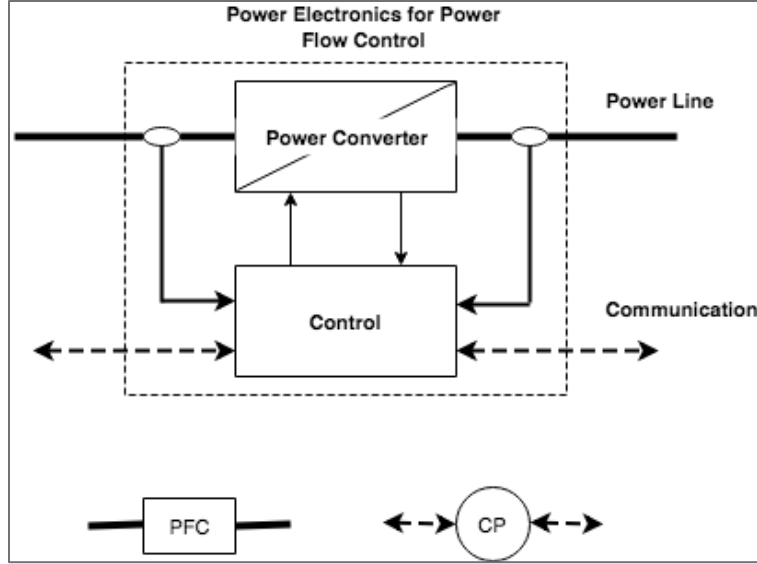 Power Electronics for Power
Flow Control
Power Line
Power Converter
Control
Communication
PFC
CP